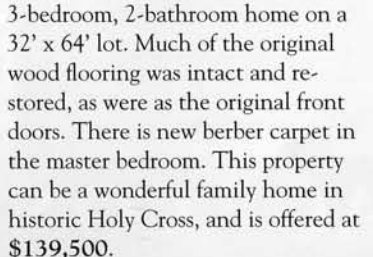 3-bedroom, 2-bathroom home on a
32' x 64' lot. Much of the original
wood flooring was intact and re-
stored, as were as the original front
doors. There is new berber carpet in
the master bedroom. This property
can be a wonderful family home in
historic Holy Cross, and is offered at
$139,500.